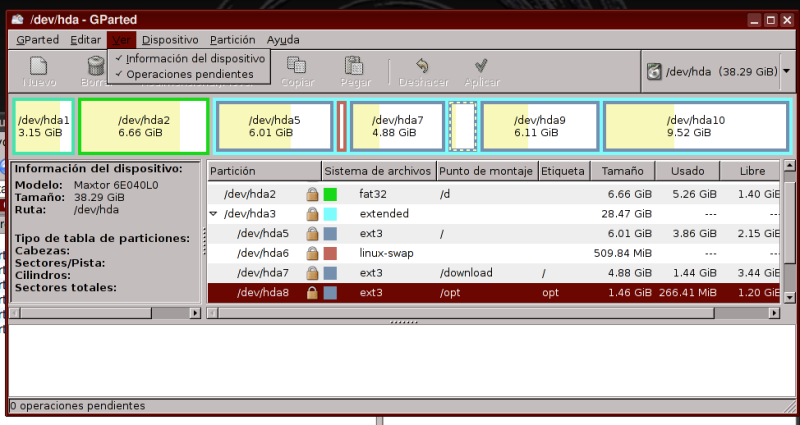 /dev/hda - GParted
GParted Editar Ver Dispositivo Partición Ayuda
✓ Información del dispositivo
✓ Operaciones pendientes
Nuevo Copiar Pegar Deshacer Aplicar
/dev/hda (38.29 GiB)
/dev/hda1
3.15 GiB
/dev/hda2
6.66 GiB
/dev/hda5
6.01 GiB
/dev/hda7
4.88 GiB
/dev/hda9
6.11 GiB
/dev/hda10
9.52 GiB
Información del dispositivo:
Modelo: Maxtor 6E040L0
Tamaño: 38.29 GiB
Ruta: /dev/hda
Tipo de tabla de particiones:
Cabezas:
Sectores/Pista:
Cilindros:
Sectores totales:
Partición Sistema de archivos Punto de montaje Etiqueta Tamaño Usado Libre
/dev/hda2 fat32 /d 6.66 GiB 5.26 GiB 1.40 GiB
/dev/hda3 extended 28.47 GiB --- ---
/dev/hda5 ext3 / 6.01 GiB 3.86 GiB 2.15 GiB
/dev/hda6 linux-swap 509.84 MiB --- ---
/dev/hda7 ext3 /download / 4.88 GiB 1.44 GiB 3.44 GiB
/dev/hda8 ext3 /opt opt 1.46 GiB 266.41 MiB 1.20 GiB
0 operaciones pendientes